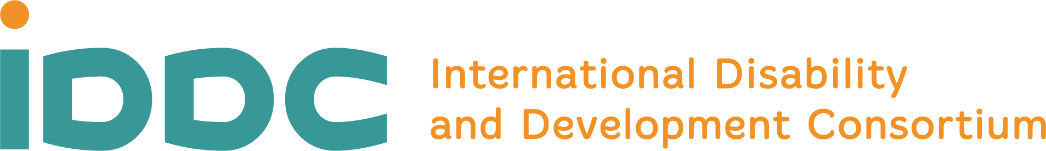 iDDC
International Disability
and Development Consortium